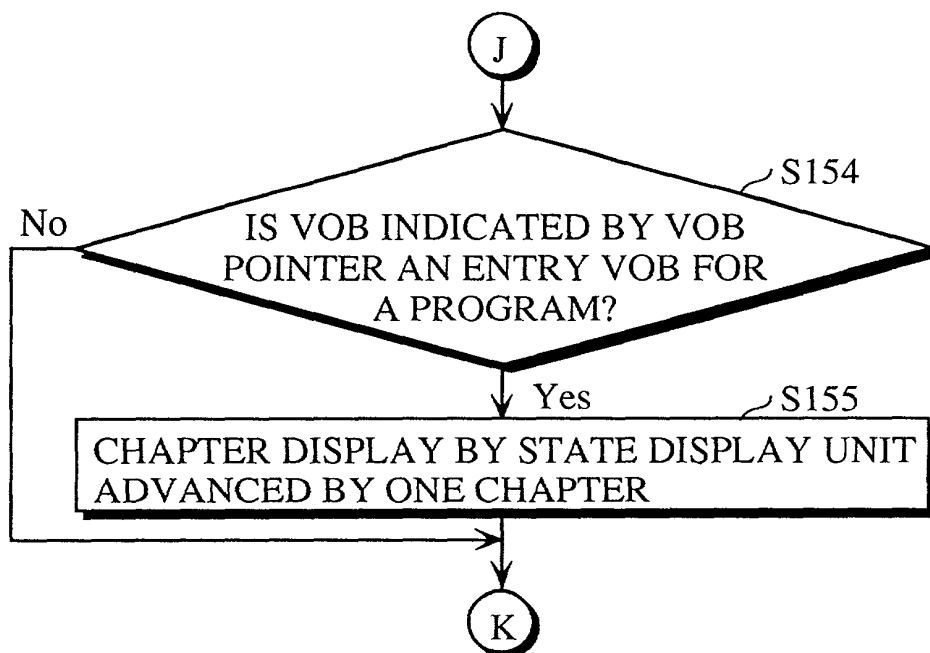 J
S154
No
IS VOB INDICATED BY VOB
POINTER AN ENTRY VOB FOR
A PROGRAM?
Yes
S155
CHAPTER DISPLAY BY STATE DISPLAY UNIT
ADVANCED BY ONE CHAPTER
K